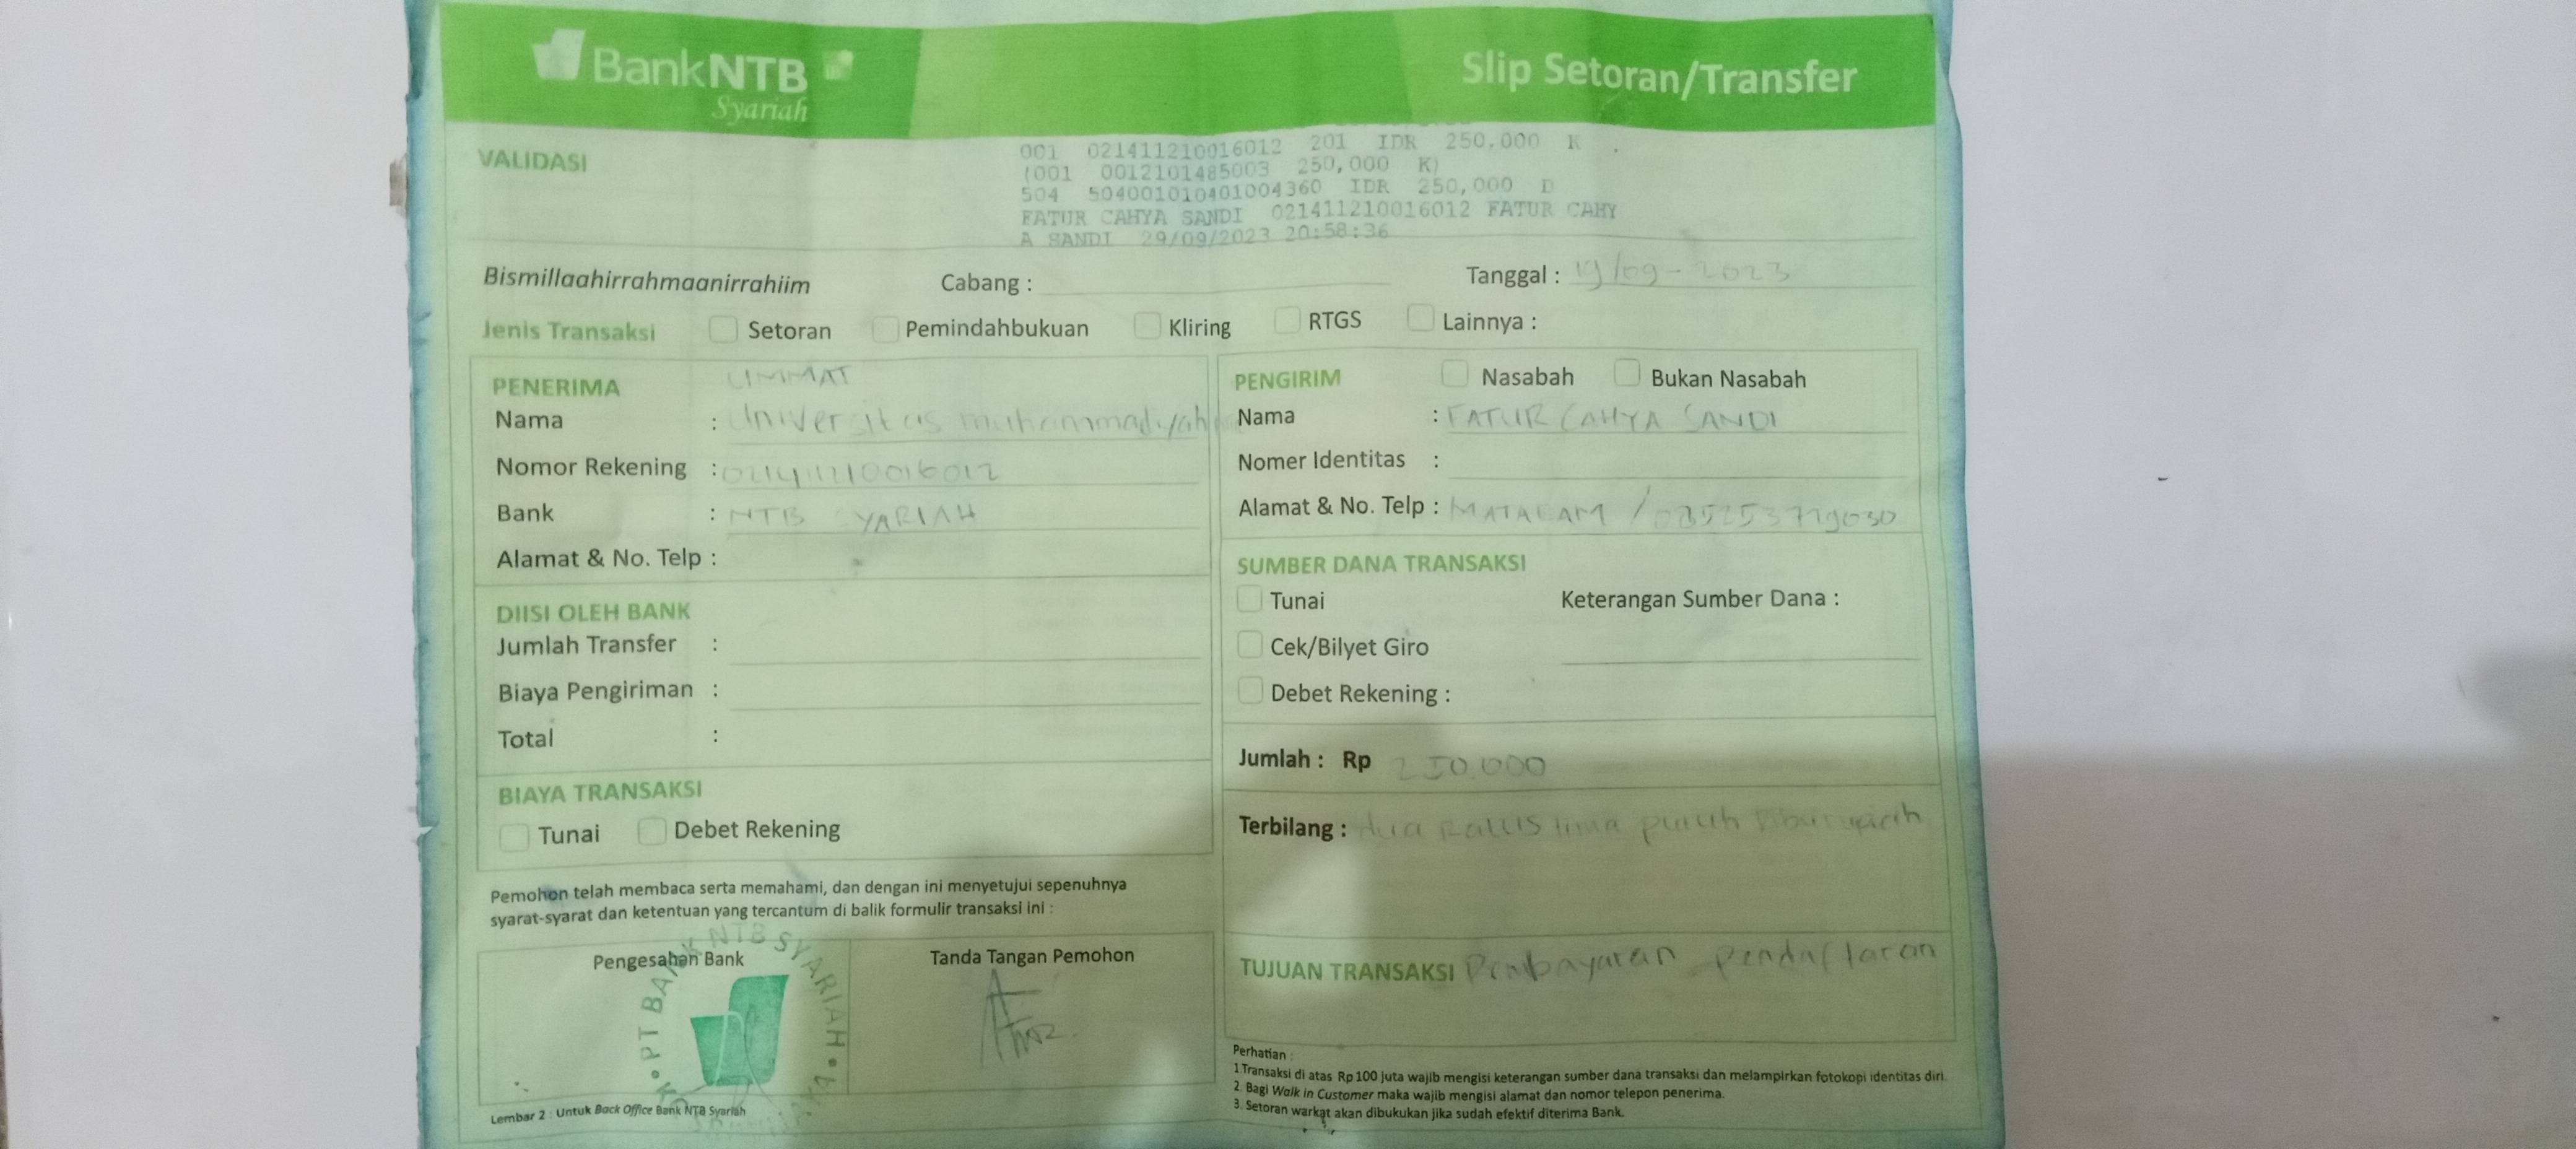 BankNTB
Syariah
Slip Setoran/Transfer
VALIDASI
001 021411210016012 201 IDR 250,000 K
(001 0012101485003 250,000 K)
504 504001010401004360 IDR 250,000 D
FATUR CAHYA SANDI 021411210016012 FATUR CAHY
A SANDI 29/09/2023 20:58:36
Bismillaahirrahmaanirrahiim
Cabang :
Tanggal : 19/09-2023
Jenis Transaksi Setoran Pemindahbukuan Kliring RTGS Lainnya :
PENERIMA UMMAT
Nama : Universitas muhammadiyah
Nomor Rekening : 021411210016012
Bank : NTB SYARIAH
Alamat & No. Telp :
DIISI OLEH BANK
Jumlah Transfer :
Biaya Pengiriman :
Total :
BIAYA TRANSAKSI
Tunai Debet Rekening
Pemohon telah membaca serta memahami, dan dengan ini menyetujui sepenuhnya
syarat-syarat dan ketentuan yang tercantum di balik formulir transaksi ini :
Pengesahan Bank
PT BANK NTB SYARIAH
Tanda Tangan Pemohon
Lembar 2 : Untuk Back Office Bank NTB Syariah
PENGIRIM Nasabah Bukan Nasabah
Nama : FATUR CAHYA SANDI
Nomer Identitas :
Alamat & No. Telp : MATARAM /
SUMBER DANA TRANSAKSI
Tunai Keterangan Sumber Dana :
Cek/Bilyet Giro
Debet Rekening :
Jumlah : Rp 250.000
Terbilang : dua Ratus lima puluh Ribu rupiah
TUJUAN TRANSAKSI Pembayaran pendaftaran
Perhatian :
1.Transaksi di atas Rp100 juta wajib mengisi keterangan sumber dana transaksi dan melampirkan fotokopi identitas diri.
2. Bagi Walk in Customer maka wajib mengisi alamat dan nomor telepon penerima.
3. Setoran warkat akan dibukukan jika sudah efektif diterima Bank.